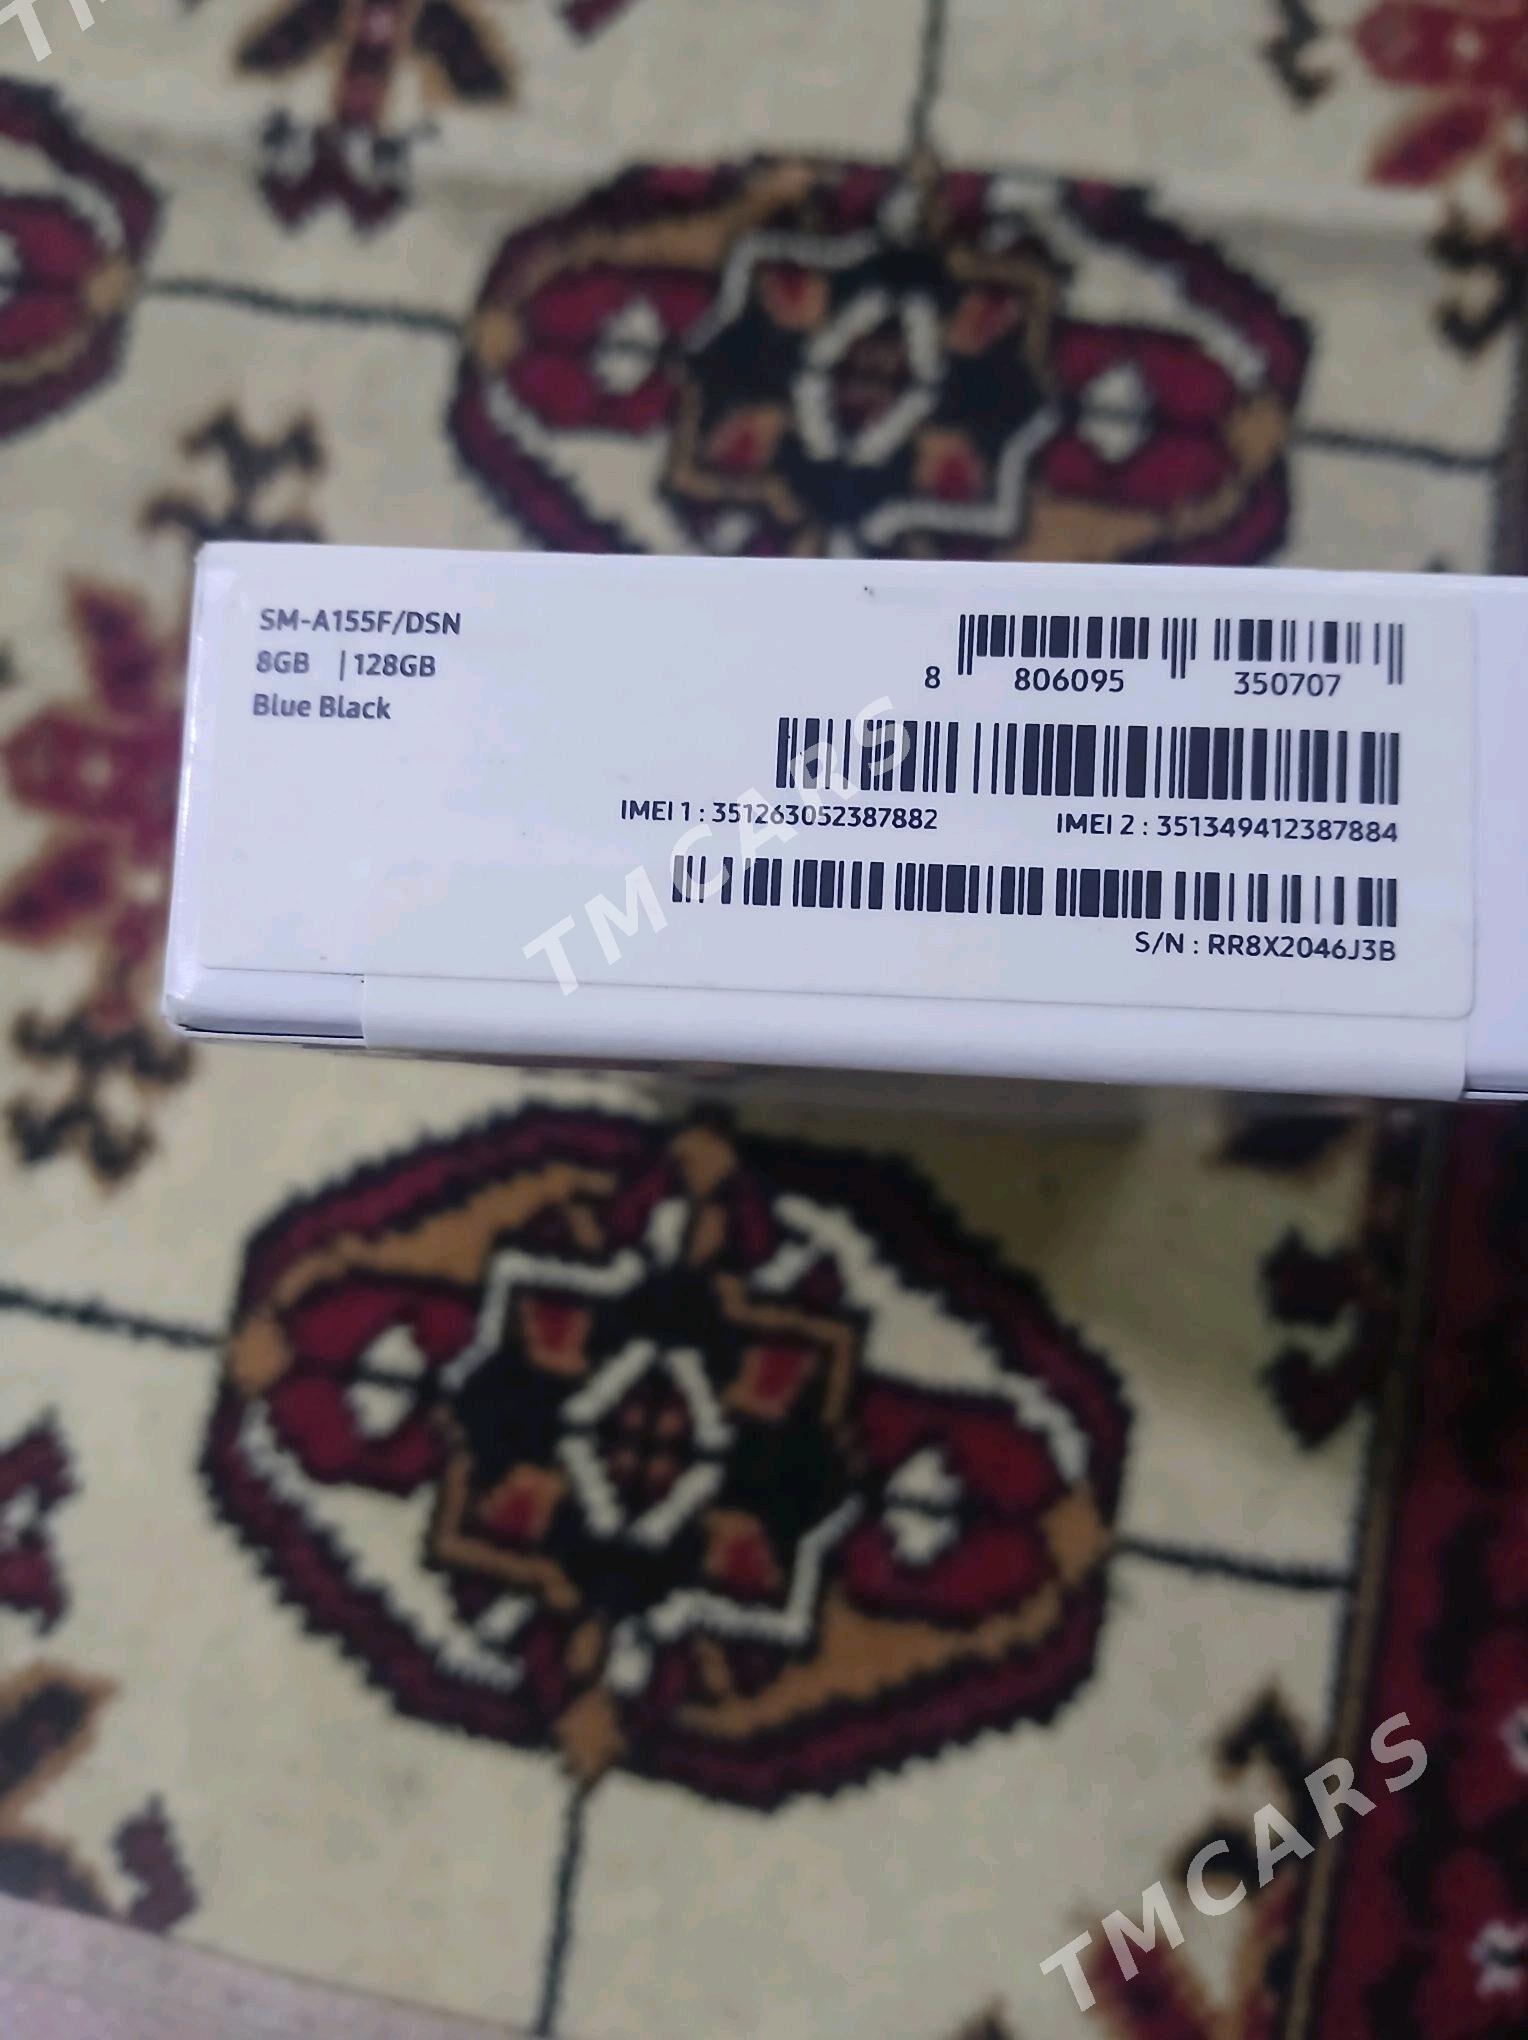 SM-A155F/DSN
8GB | 128GB
Blue Black
8 806095 350707
IMEI 1 : 351263052387882
IMEI 2 : 351349412387884
S/N : RR8X2046J3B
TMCARS
TMCARS